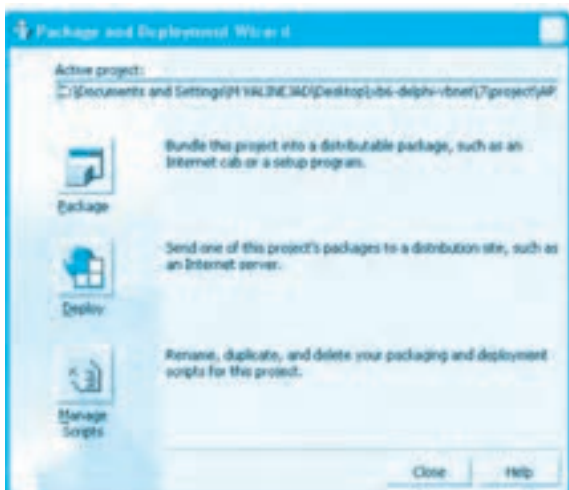 Package and Deployment Wizard
Active project:
C:\Documents and Settings\M VALINEJAD\Desktop\vb6-delphi-vbnet\7\project\AP
Bundle this project into a distributable package, such as an
Internet cab or a setup program.
Package
Send one of this project's packages to a distribution site, such as
an Internet server.
Deploy
Rename, duplicate, and delete your packaging and deployment
scripts for this project.
Manage
Scripts
Close
Help